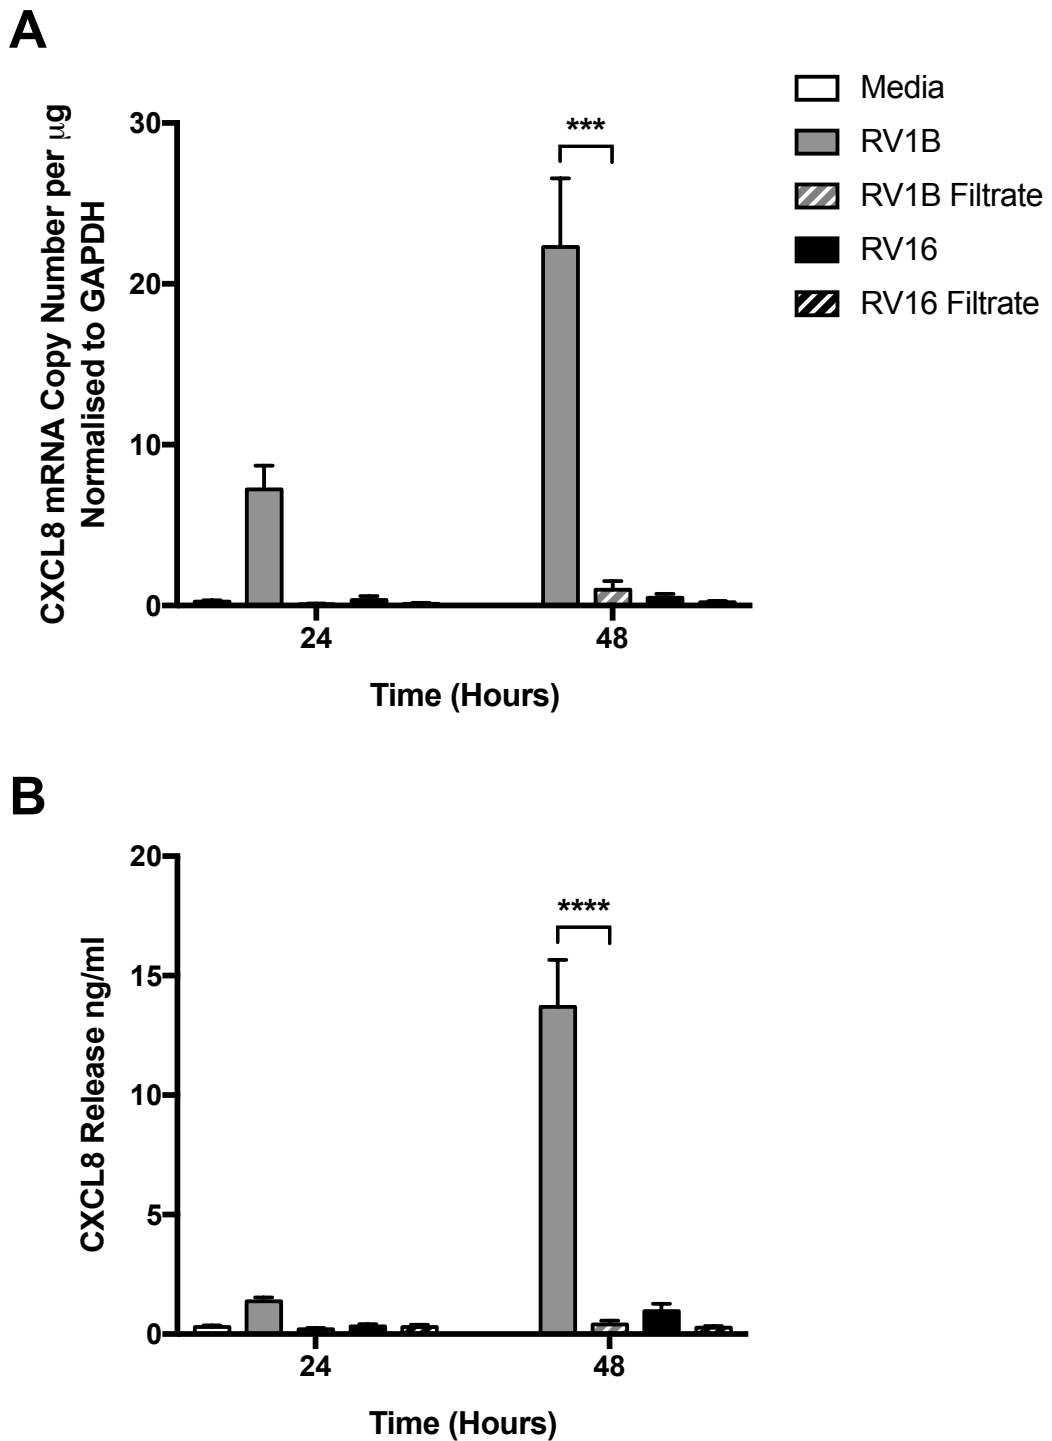 A
CXCL8 mRNA Copy Number per μg
Normalised to GAPDH
30
20
10
0
***
24
48
Time (Hours)
Media
RV1B
RV1B Filtrate
RV16
RV16 Filtrate
B
CXCL8 Release ng/ml
20
15
10
5
0
****
24
48
Time (Hours)